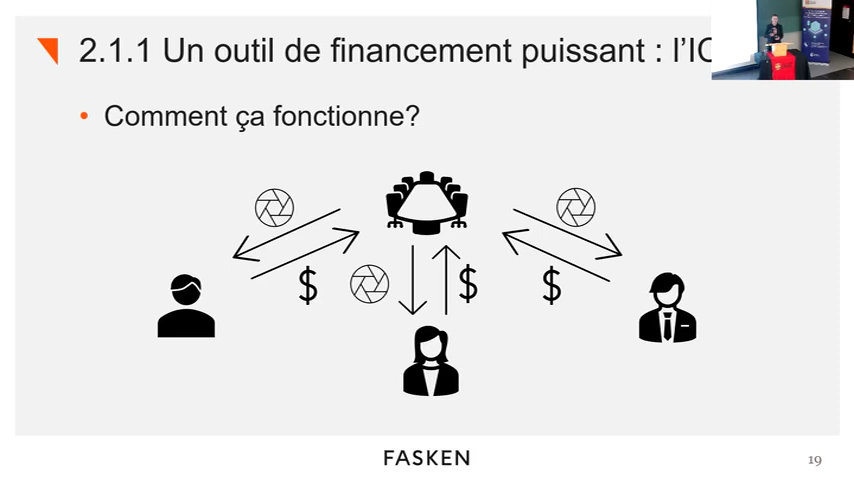 2.1.1 Un outil de financement puissant : l'IC
• Comment ça fonctionne?
$
$
$
FASKEN
19